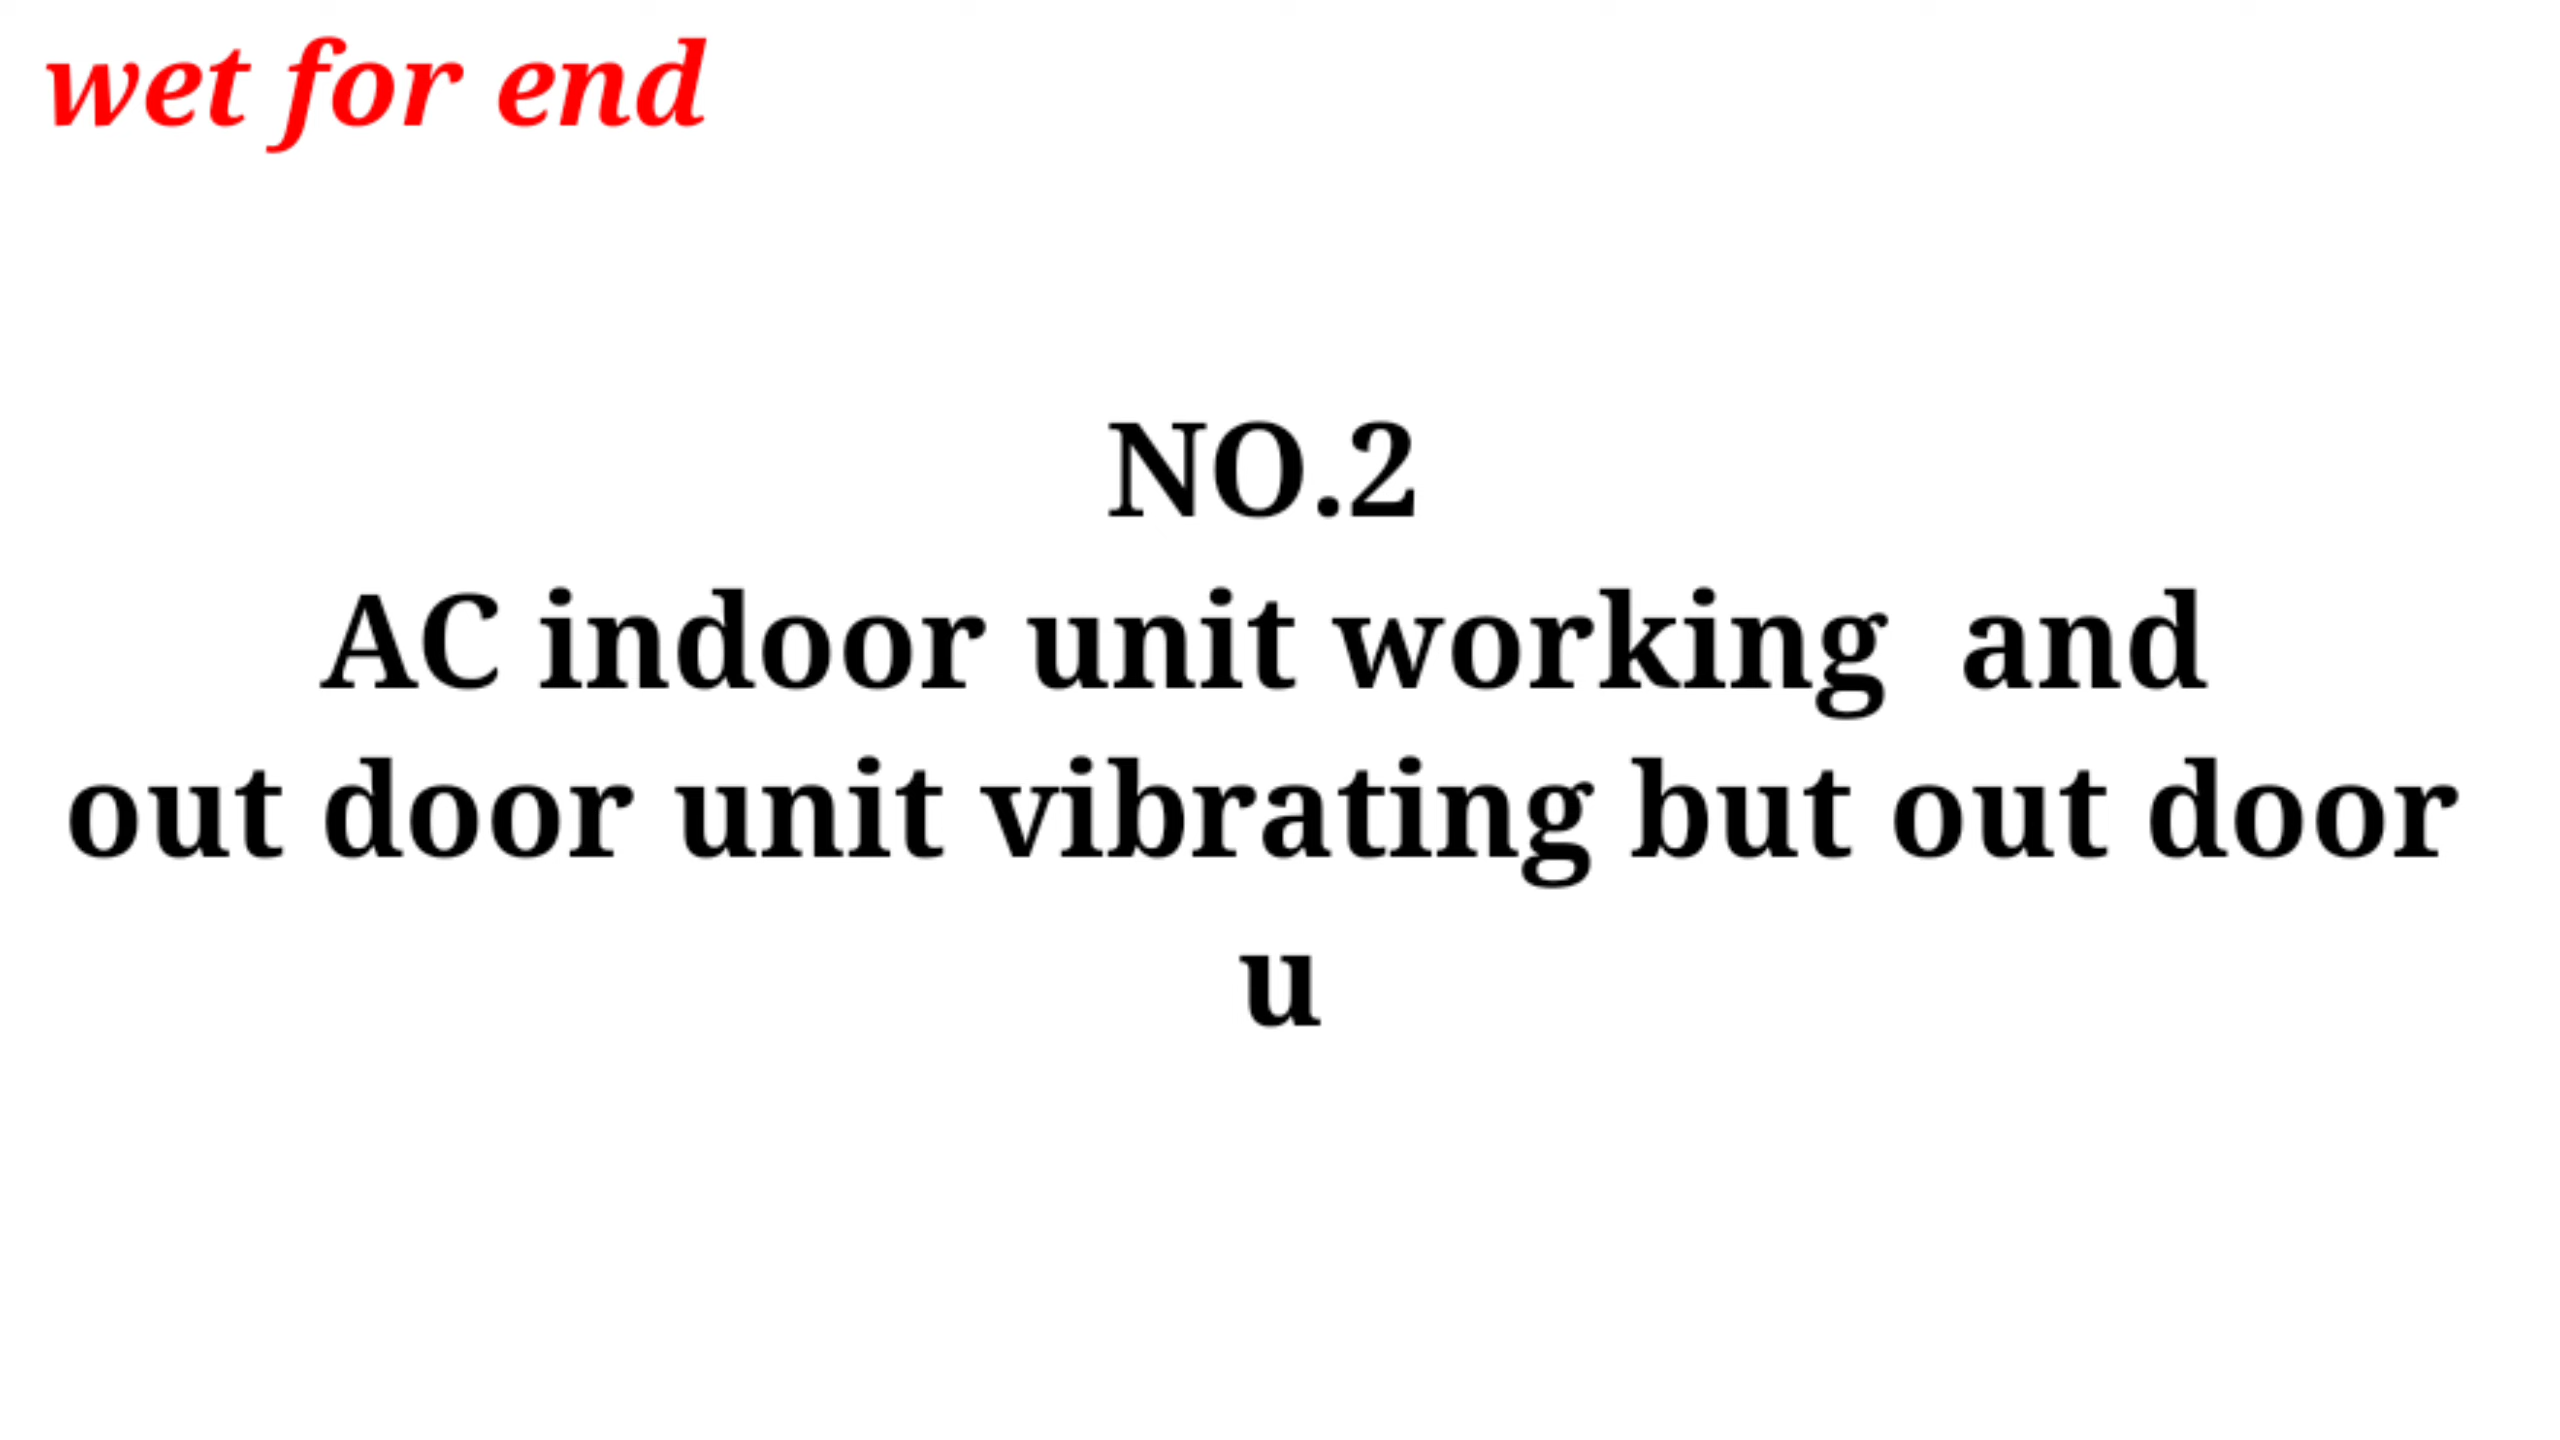 wet for end
NO.2
AC indoor unit working  and
out door unit vibrating but out door
u